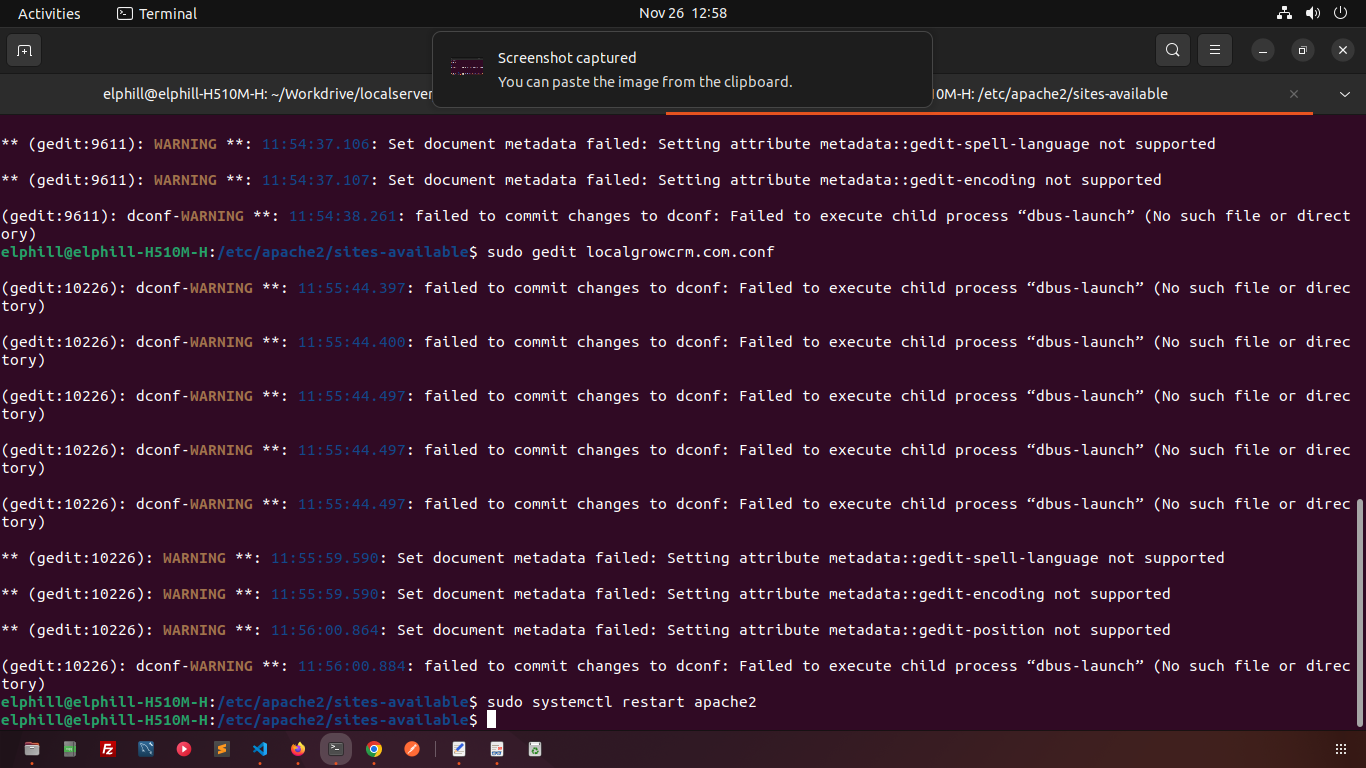 Activities
Terminal
Nov 26 12:58
Screenshot captured
You can paste the image from the clipboard.
elphill@elphill-H510M-H: ~/Workdrive/localserver
10M-H: /etc/apache2/sites-available
** (gedit:9611): WARNING **: 11:54:37.106: Set document metadata failed: Setting attribute metadata::gedit-spell-language not supported
** (gedit:9611): WARNING **: 11:54:37.107: Set document metadata failed: Setting attribute metadata::gedit-encoding not supported
(gedit:9611): dconf-WARNING **: 11:54:38.261: failed to commit changes to dconf: Failed to execute child process “dbus-launch” (No such file or direct
ory)
elphill@elphill-H510M-H:/etc/apache2/sites-available$ sudo gedit localgrowcrm.com.conf
(gedit:10226): dconf-WARNING **: 11:55:44.397: failed to commit changes to dconf: Failed to execute child process “dbus-launch” (No such file or direc
tory)
(gedit:10226): dconf-WARNING **: 11:55:44.400: failed to commit changes to dconf: Failed to execute child process “dbus-launch” (No such file or direc
tory)
(gedit:10226): dconf-WARNING **: 11:55:44.497: failed to commit changes to dconf: Failed to execute child process “dbus-launch” (No such file or direc
tory)
(gedit:10226): dconf-WARNING **: 11:55:44.497: failed to commit changes to dconf: Failed to execute child process “dbus-launch” (No such file or direc
tory)
(gedit:10226): dconf-WARNING **: 11:55:44.497: failed to commit changes to dconf: Failed to execute child process “dbus-launch” (No such file or direc
tory)
** (gedit:10226): WARNING **: 11:55:59.590: Set document metadata failed: Setting attribute metadata::gedit-spell-language not supported
** (gedit:10226): WARNING **: 11:55:59.590: Set document metadata failed: Setting attribute metadata::gedit-encoding not supported
** (gedit:10226): WARNING **: 11:56:00.864: Set document metadata failed: Setting attribute metadata::gedit-position not supported
(gedit:10226): dconf-WARNING **: 11:56:00.884: failed to commit changes to dconf: Failed to execute child process “dbus-launch” (No such file or direc
tory)
elphill@elphill-H510M-H:/etc/apache2/sites-available$ sudo systemctl restart apache2
elphill@elphill-H510M-H:/etc/apache2/sites-available$